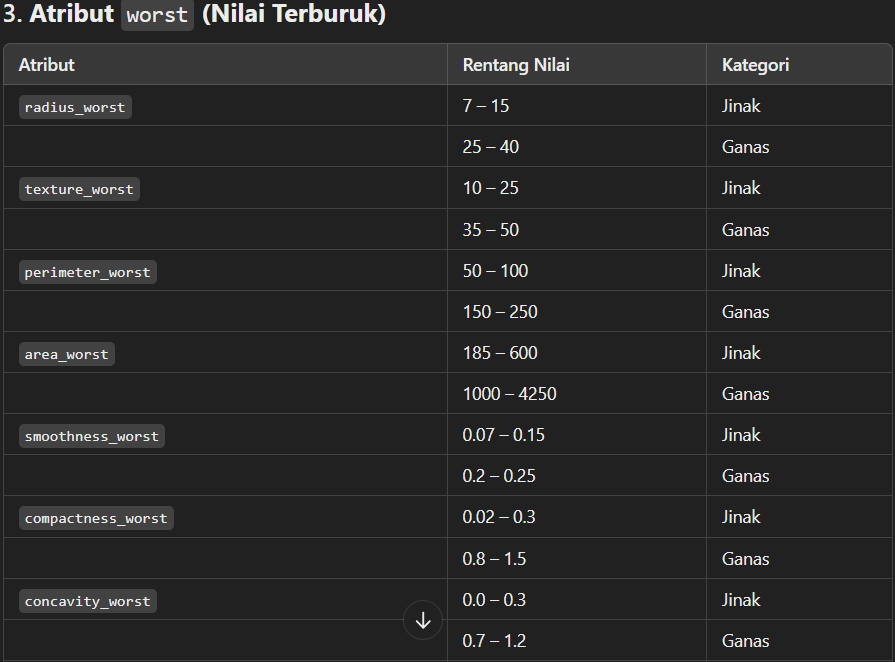 3. Atribut worst (Nilai Terburuk)
Atribut Rentang Nilai Kategori
radius_worst 7 – 15 Jinak
25 – 40 Ganas
texture_worst 10 – 25 Jinak
35 – 50 Ganas
perimeter_worst 50 – 100 Jinak
150 – 250 Ganas
area_worst 185 – 600 Jinak
1000 – 4250 Ganas
smoothness_worst 0.07 – 0.15 Jinak
0.2 – 0.25 Ganas
compactness_worst 0.02 – 0.3 Jinak
0.8 – 1.5 Ganas
concavity_worst 0.0 – 0.3 Jinak
0.7 – 1.2 Ganas